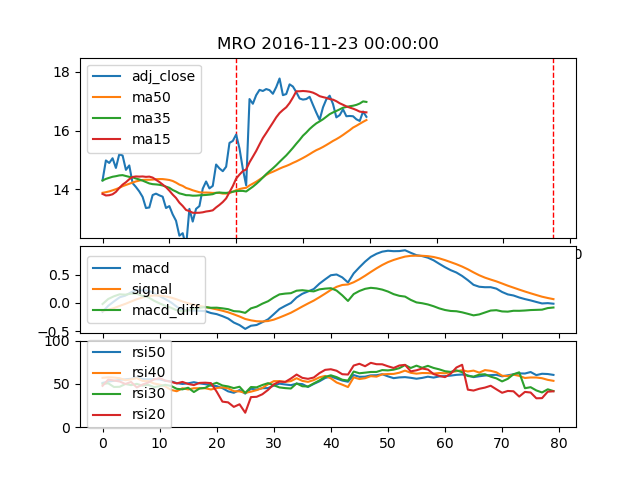 MRO 2016-11-23 00:00:00
18
16
14
adj_close
ma50
ma35
ma15
0
0.5
0.0
−0.5
macd
signal
macd_diff
100
50
0
rsi50
rsi40
rsi30
rsi20
0 10 20 30 40 50 60 70 80